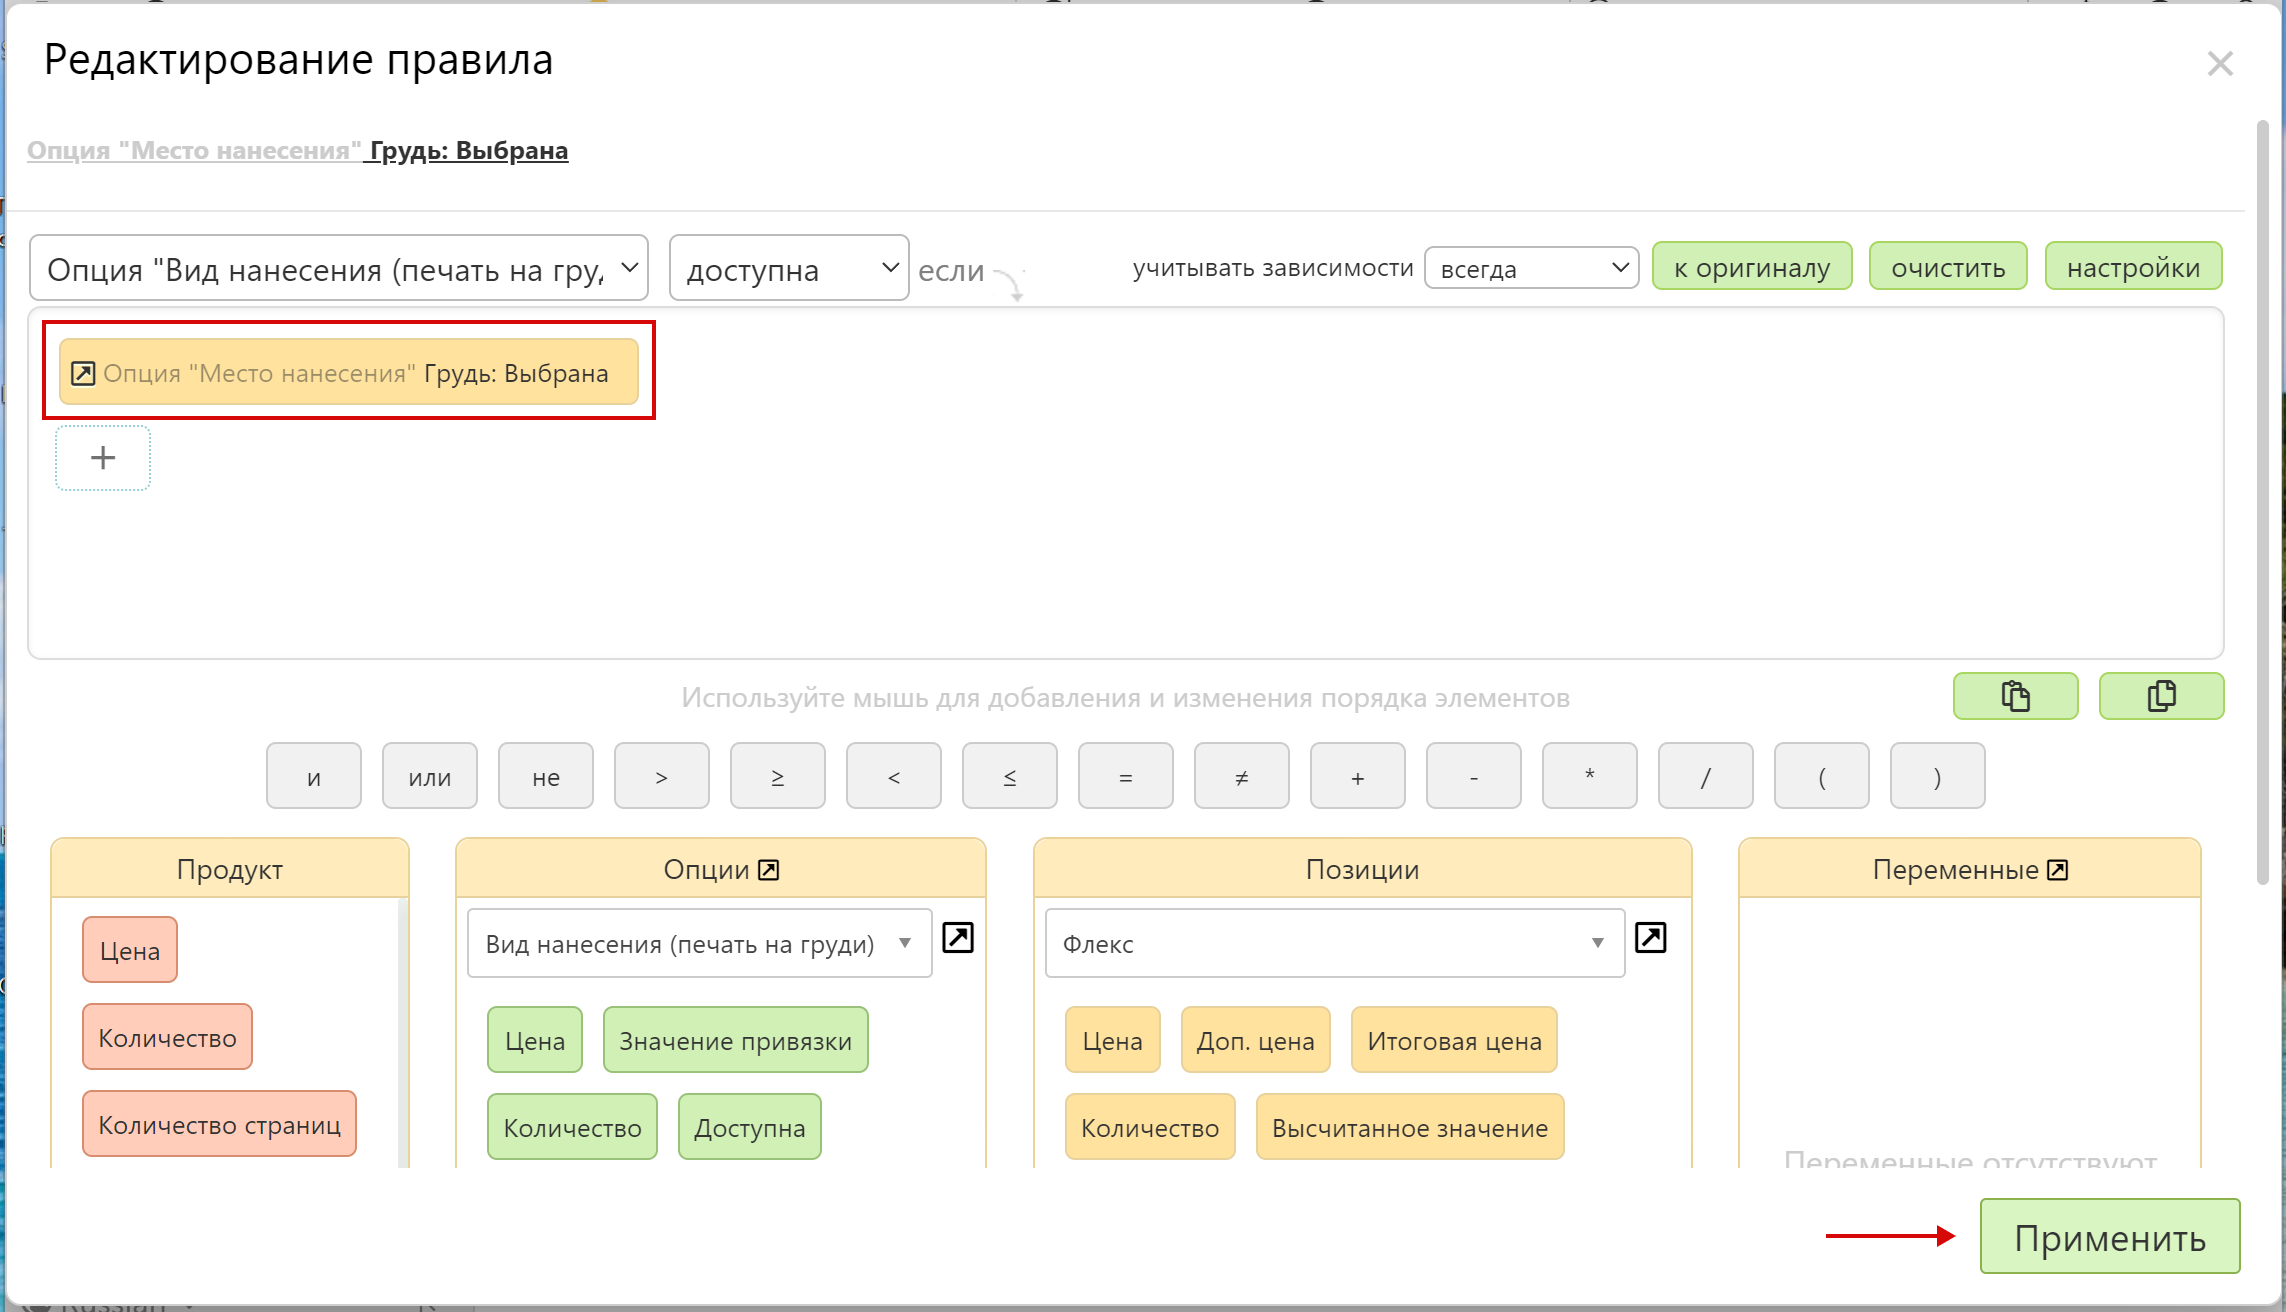 Редактирование правила
Опция "Место нанесения" Грудь: Выбрана
Опция "Вид нанесения (печать на гру
доступна
если
учитывать зависимости
всегда
к оригиналу
очистить
настройки
Опция "Место нанесения" Грудь: Выбрана
+
Используйте мышь для добавления и изменения порядка элементов
и или не > ≥ < ≤ = ≠ + - * / ( )
Продукт
Цена
Количество
Количество страниц
Опции
Вид нанесения (печать на груди)
Цена Значение привязки
Количество Доступна
Позиции
Флекс
Цена Доп. цена Итоговая цена
Количество Высчитанное значение
Переменные
Переменные отсутствуют
Применить
Russian